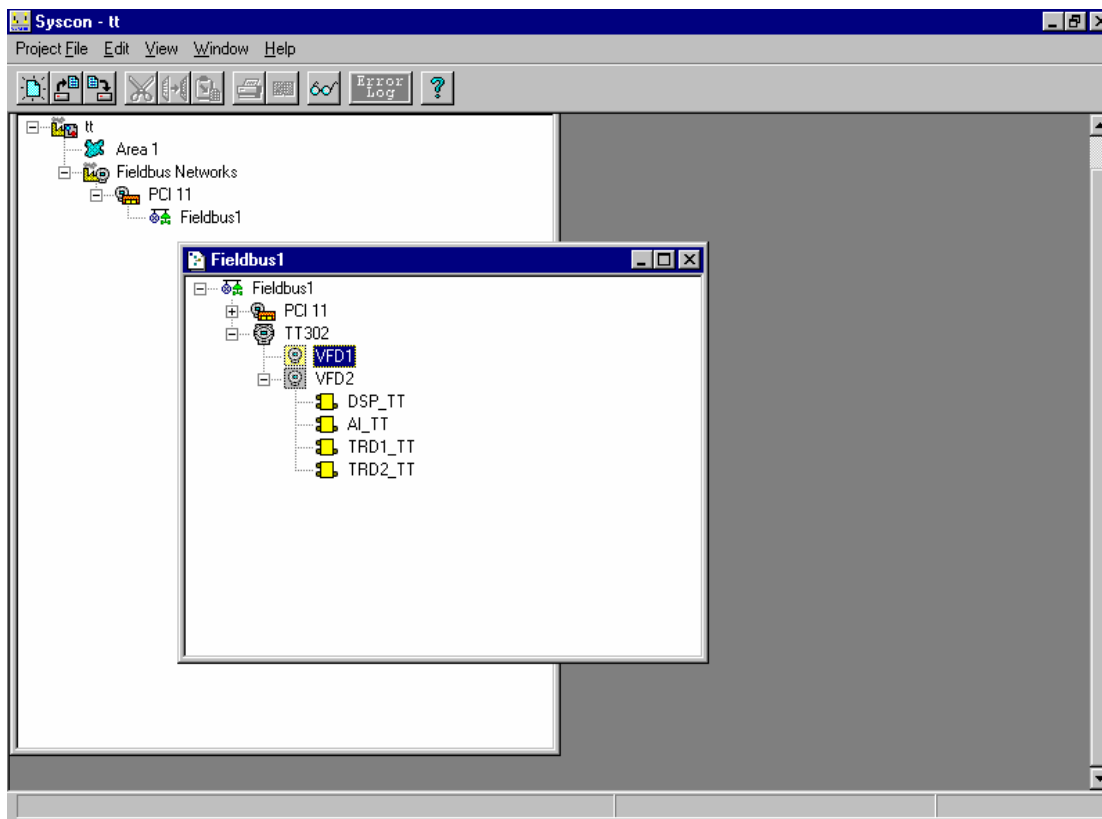 Syscon - tt
Project File Edit View Window Help
Error Log
tt
Area 1
Fieldbus Networks
PCI 11
Fieldbus1
Fieldbus1
Fieldbus1
PCI 11
TT302
VFD1
VFD2
DSP_TT
AI_TT
TRD1_TT
TRD2_TT